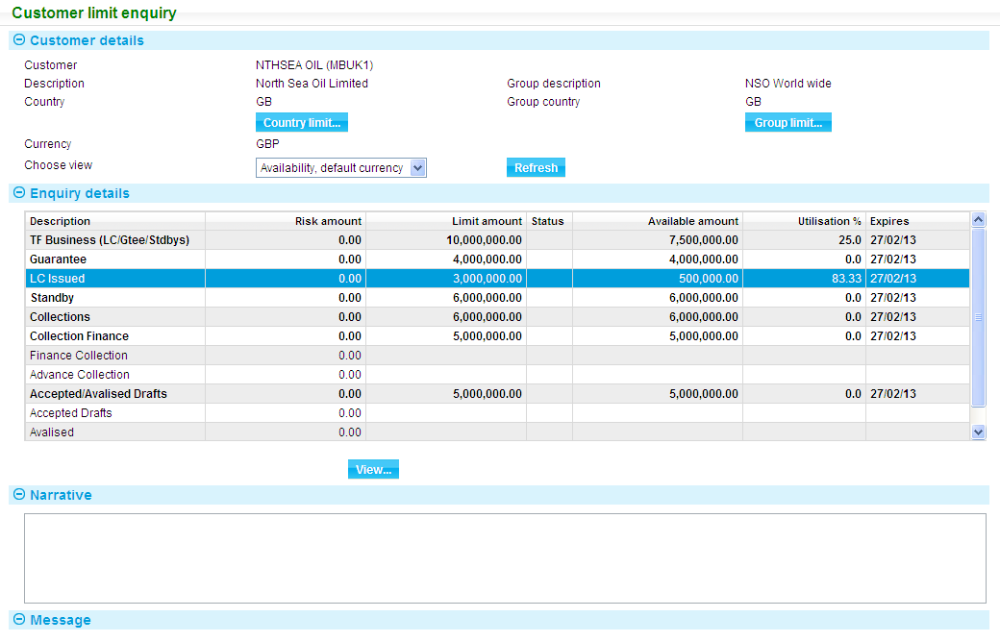 Customer limit enquiry
Customer details
Customer NTHSEA OIL (MBUK1)
Description North Sea Oil Limited Group description NSO World wide
Country GB Group country GB
Country limit... Group limit...
Currency GBP
Choose view Availability, default currency Refresh
Enquiry details
Description Risk amount Limit amount Status Available amount Utilisation % Expires
TF Business (LC/Gtee/Stdbys) 0.00 10,000,000.00 7,500,000.00 25.0 27/02/13
Guarantee 0.00 4,000,000.00 4,000,000.00 0.0 27/02/13
LC Issued 0.00 3,000,000.00 500,000.00 83.33 27/02/13
Standby 0.00 6,000,000.00 6,000,000.00 0.0 27/02/13
Collections 0.00 6,000,000.00 6,000,000.00 0.0 27/02/13
Collection Finance 0.00 5,000,000.00 5,000,000.00 0.0 27/02/13
Finance Collection 0.00
Advance Collection 0.00
Accepted/Avalised Drafts 0.00 5,000,000.00 5,000,000.00 0.0 27/02/13
Accepted Drafts 0.00
Avalised 0.00
View...
Narrative
Message